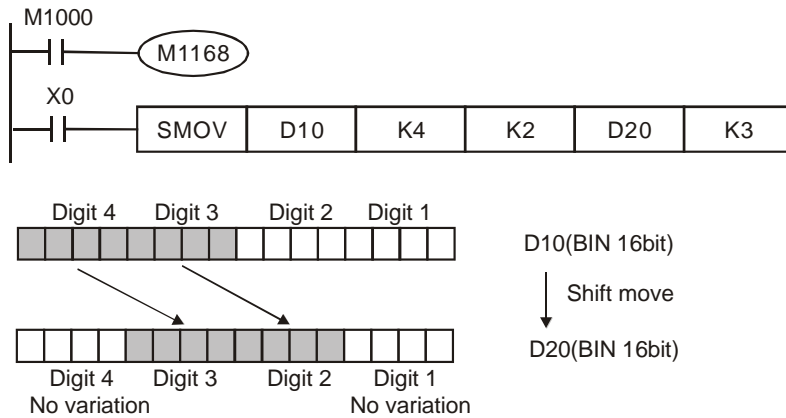 M1000
M1168
X0
SMOV D10 K4 K2 D20 K3
Digit 4 Digit 3 Digit 2 Digit 1
D10(BIN 16bit)
Shift move
D20(BIN 16bit)
Digit 4 Digit 3 Digit 2 Digit 1
No variation No variation